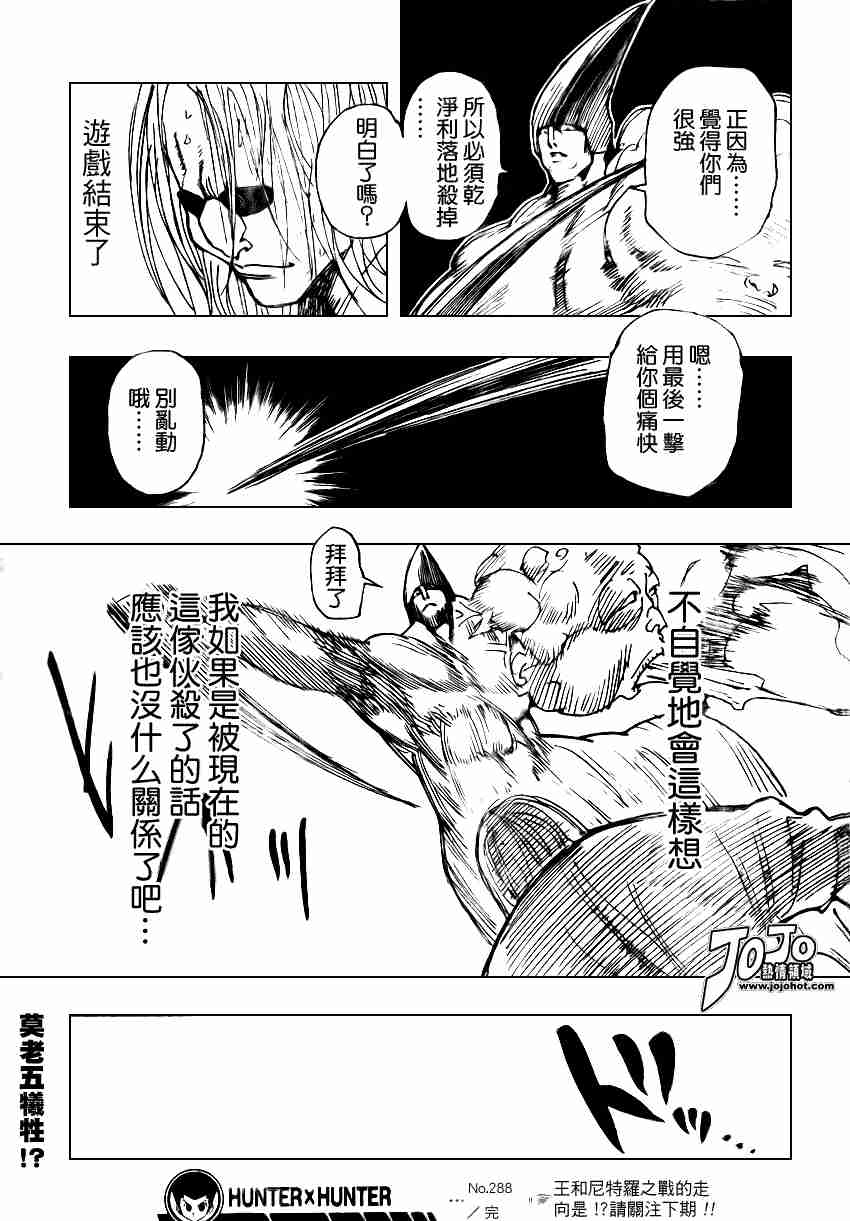 正因為……
覺得你們
很強
所以必須乾
淨利落地殺掉
……
明白了嗎?
遊戲結束了
嗯……
用最後一擊
給你個痛快
別亂動
哦……
拜拜了
不自覺地會這樣想
我如果是被現在的
這傢伙殺了的話
應該也沒什么關係了吧…
JOJO
熱情領域
www.jojohot.com
ドッ
莫老五犧牲!?
HUNTER×HUNTER
…
No.288
／完
王和尼特羅之戰的走
向是!?請關注下期!!